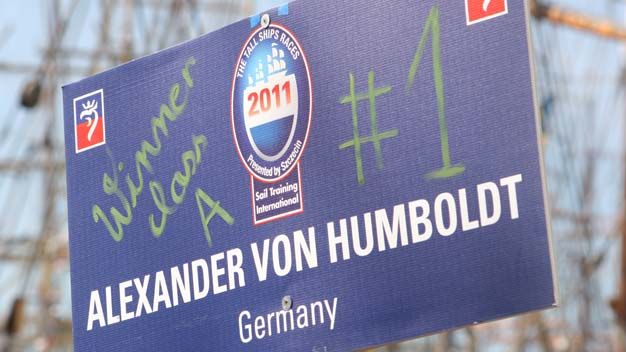 THE TALL SHIPS RACES
2011
Presented by Szczecin
Sail Training
International
Winner
class
A
#1
ALEXANDER VON HUMBOLDT
Germany